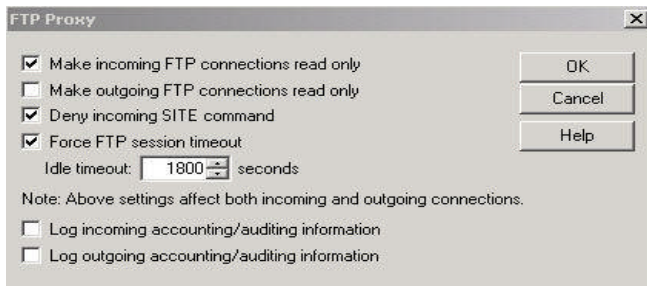 FTP Proxy
Make incoming FTP connections read only
OK
Make outgoing FTP connections read only
Cancel
Deny incoming SITE command
Force FTP session timeout
Help
Idle timeout: 1800 seconds
Note: Above settings affect both incoming and outgoing connections.
Log incoming accounting/auditing information
Log outgoing accounting/auditing information